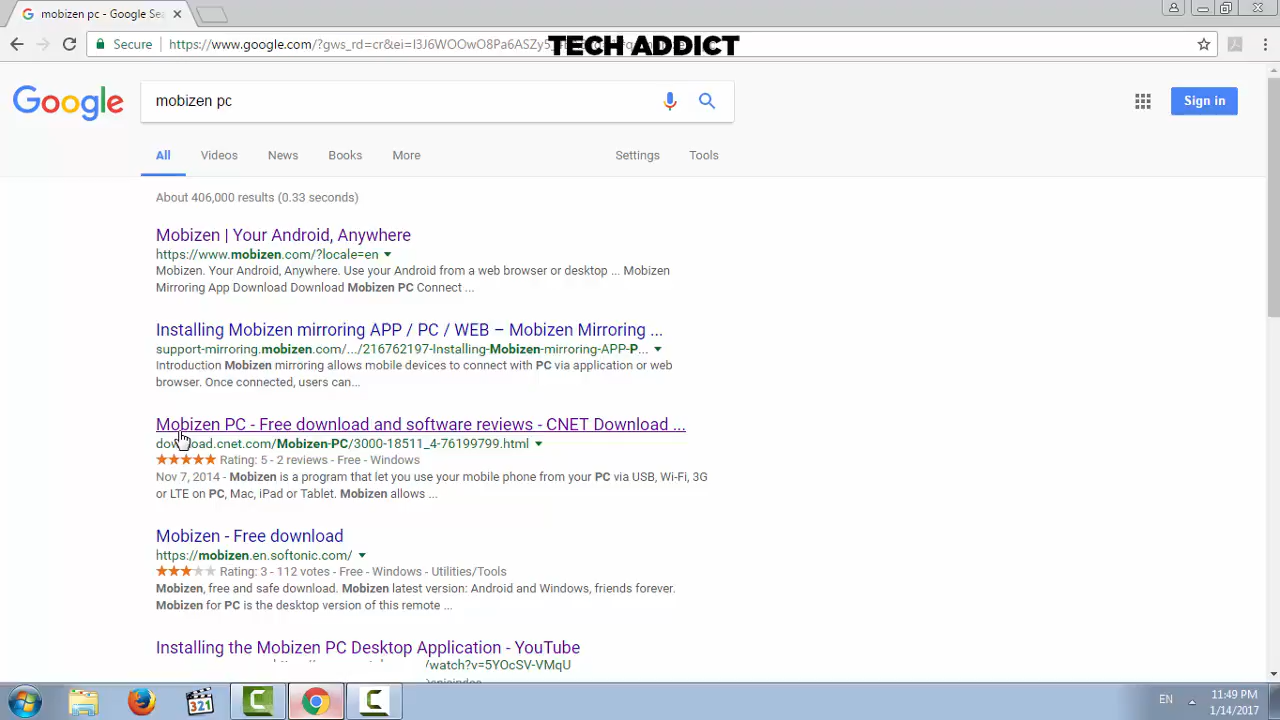 mobizen pc - Google Se
Secure
https://www.google.com/?gws_rd=cr&ei=I3J6WOOwO8Pa6ASZy5
TECH ADDICT
Google
mobizen pc
Sign in
All
Videos
News
Books
More
Settings
Tools
About 406,000 results (0.33 seconds)
Mobizen | Your Android, Anywhere
https://www.mobizen.com/?locale=en
Mobizen. Your Android, Anywhere. Use your Android from a web browser or desktop ... Mobizen
Mirroring App Download Download Mobizen PC Connect ...
Installing Mobizen mirroring APP / PC / WEB – Mobizen Mirroring ...
support-mirroring.mobizen.com/.../216762197-Installing-Mobizen-mirroring-APP-P...
Introduction Mobizen mirroring allows mobile devices to connect with PC via application or web
browser. Once connected, users can...
Mobizen PC - Free download and software reviews - CNET Download ...
download.cnet.com/Mobizen-PC/3000-18511_4-76199799.html
Rating: 5 - 2 reviews - Free - Windows
Nov 7, 2014 - Mobizen is a program that let you use your mobile phone from your PC via USB, Wi-Fi, 3G
or LTE on PC, Mac, iPad or Tablet. Mobizen allows ...
Mobizen - Free download
https://mobizen.en.softonic.com/
Rating: 3 - 112 votes - Free - Windows - Utilities/Tools
Mobizen, free and safe download. Mobizen latest version: Android and Windows, friends forever.
Mobizen for PC is the desktop version of this remote ...
Installing the Mobizen PC Desktop Application - YouTube
/watch?v=5YOcSV-VMqU
321
EN
11:49 PM
1/14/2017